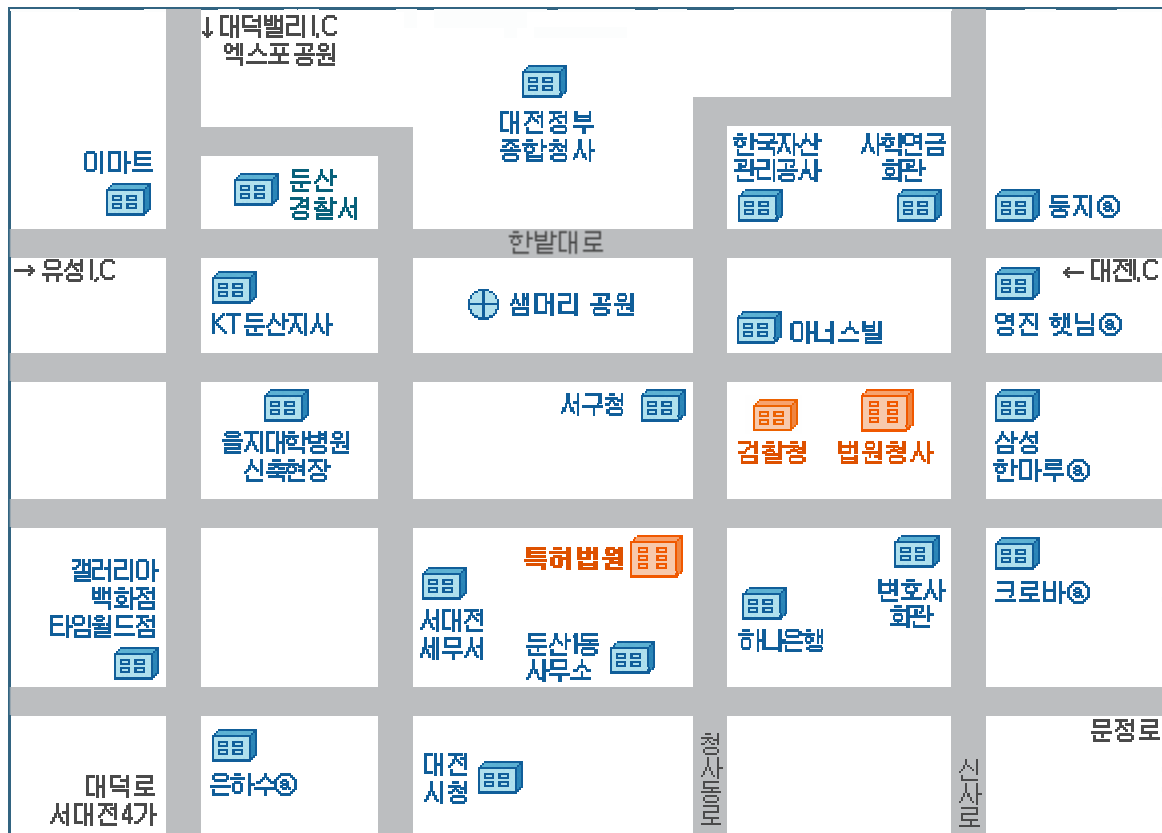 ↓대덕밸리I.C
엑스포 공원
대전정부
종합청사
이마트
둔산
경찰서
한국자산
관리공사
사학연금
회관
둥지ⓐ
한밭대로
→ 유성I.C
← 대전I.C
KT둔산지사
샘머리 공원
아너스빌
영진 햇님ⓐ
을지대학병원
신축현장
서구청
검찰청
법원청사
삼성
한마루ⓐ
갤러리아
백화점
타임월드점
특허법원
서대전
세무서
둔산1동
사무소
하나은행
변호사
회관
크로바ⓐ
문정로
은하수ⓐ
대전
시청
청사동로
신사로
대덕로
서대전4가